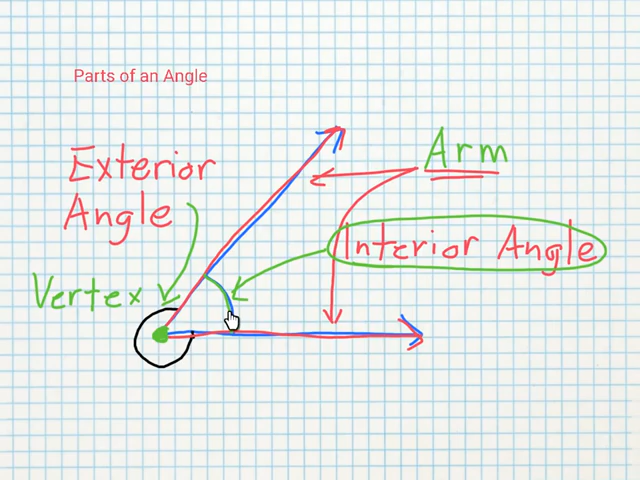 Parts of an Angle
Exterior
Angle
Arm
Interior Angle
Vertex